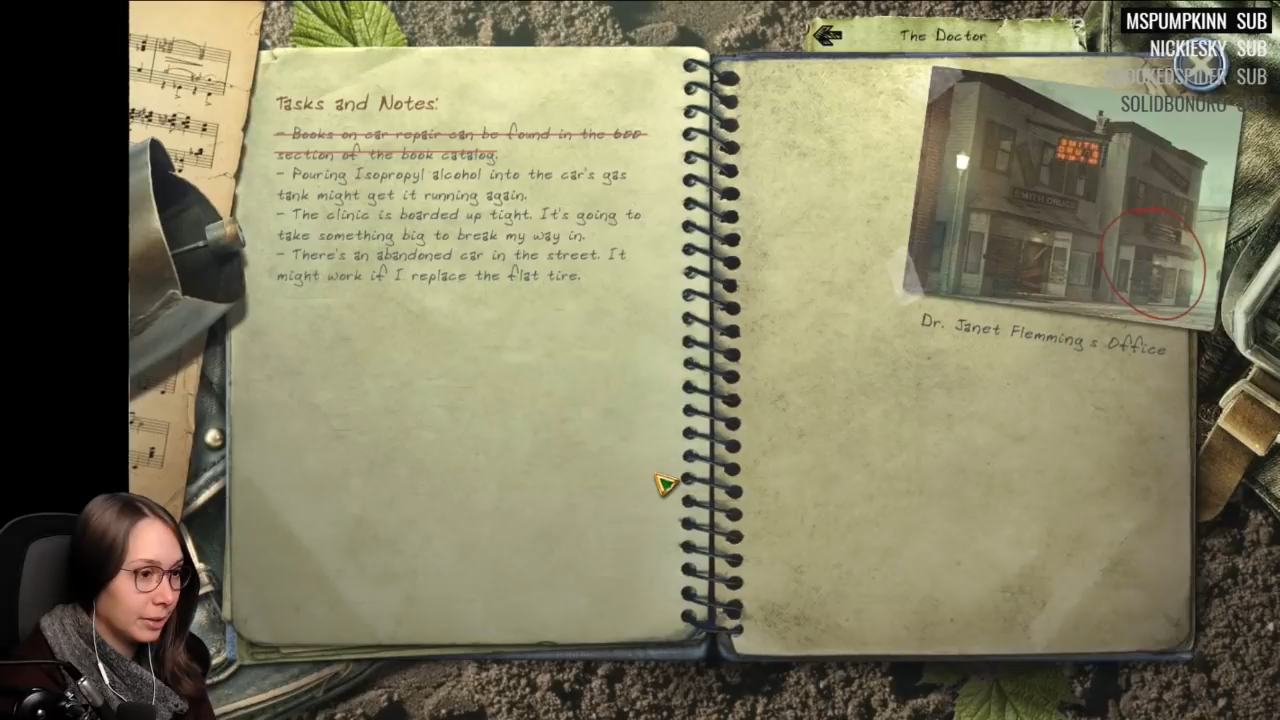 MSPUMPKINN SUB
The Doctor
NICKIESKY SUB
SUB
Tasks and Notes:
- Books on car repair can be found in the 600
section of the book catalog.
- Pouring Isopropyl alcohol into the car's gas
tank might get it running again.
- The clinic is boarded up tight. It's going to
take something big to break my way in.
- There's an abandoned car in the street. It
might work if I replace the flat tire.
SMITH
DRUGS
SMITH DRUGS
Dr. Janet Flemming s Office